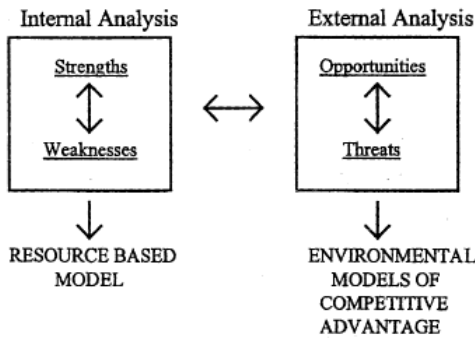 Internal Analysis
Strengths
Weaknesses
RESOURCE BASED
MODEL
External Analysis
Opportunities
Threats
ENVIRONMENTAL
MODELS OF
COMPETITIVE
ADVANTAGE